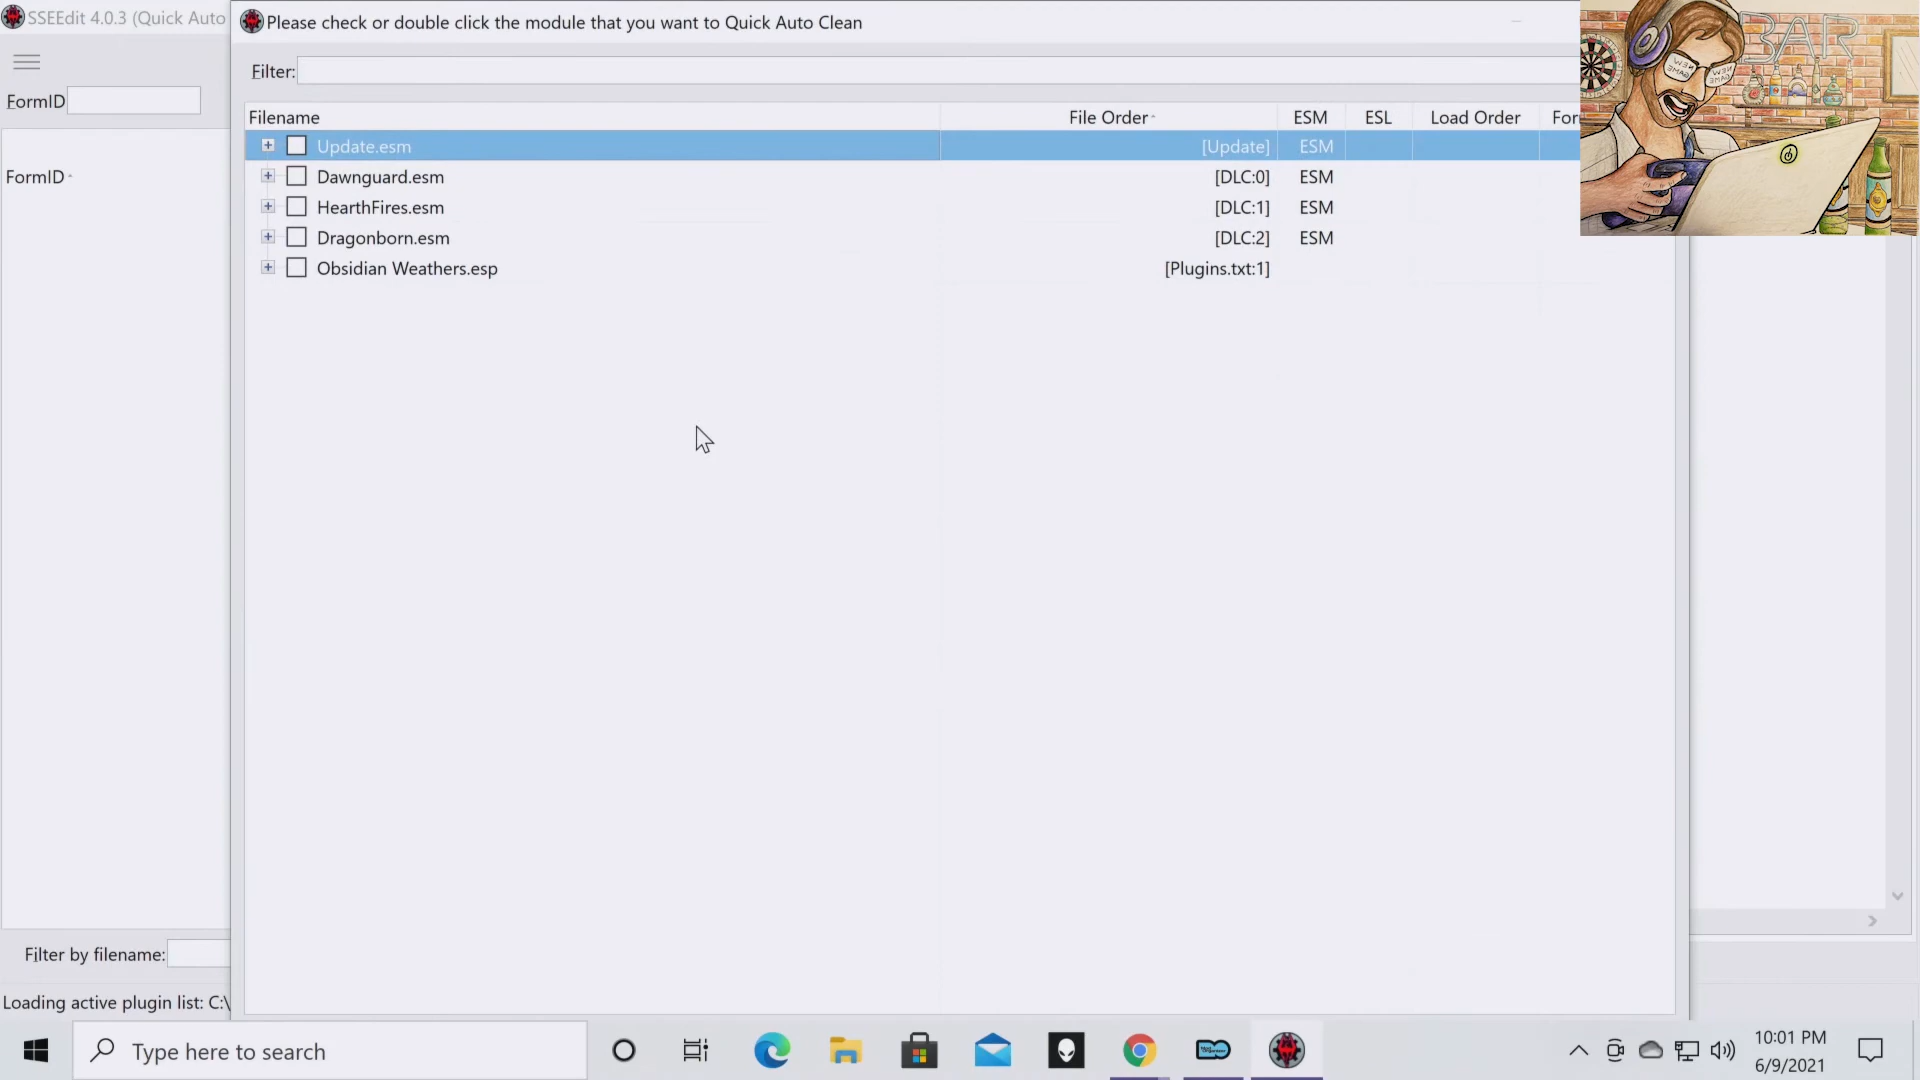 SSEEdit 4.0.3 (Quick Auto
Please check or double click the module that you want to Quick Auto Clean
Filter:
FormID
Filename File Order ESM ESL Load Order
Update.esm [Update] ESM
Dawnguard.esm [DLC:0] ESM
HearthFires.esm [DLC:1] ESM
Dragonborn.esm [DLC:2] ESM
Obsidian Weathers.esp [Plugins.txt:1]
FormID
BAR
Filter by filename:
Loading active plugin list: C:\
Type here to search
10:01 PM
6/9/2021